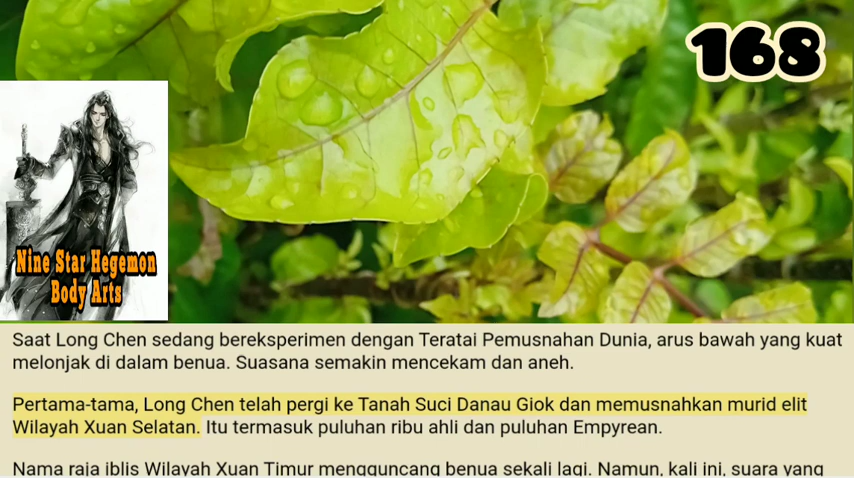 168
Nine Star Hegemon
Body Arts
Saat Long Chen sedang bereksperimen dengan Teratai Pemusnahan Dunia, arus bawah yang kuat
melonjak di dalam benua. Suasana semakin mencekam dan aneh.
Pertama-tama, Long Chen telah pergi ke Tanah Suci Danau Giok dan memusnahkan murid elit
Wilayah Xuan Selatan. Itu termasuk puluhan ribu ahli dan puluhan Empyrean.
Nama raja iblis Wilayah Xuan Timur mengguncang benua sekali lagi. Namun, kali ini, suara yang